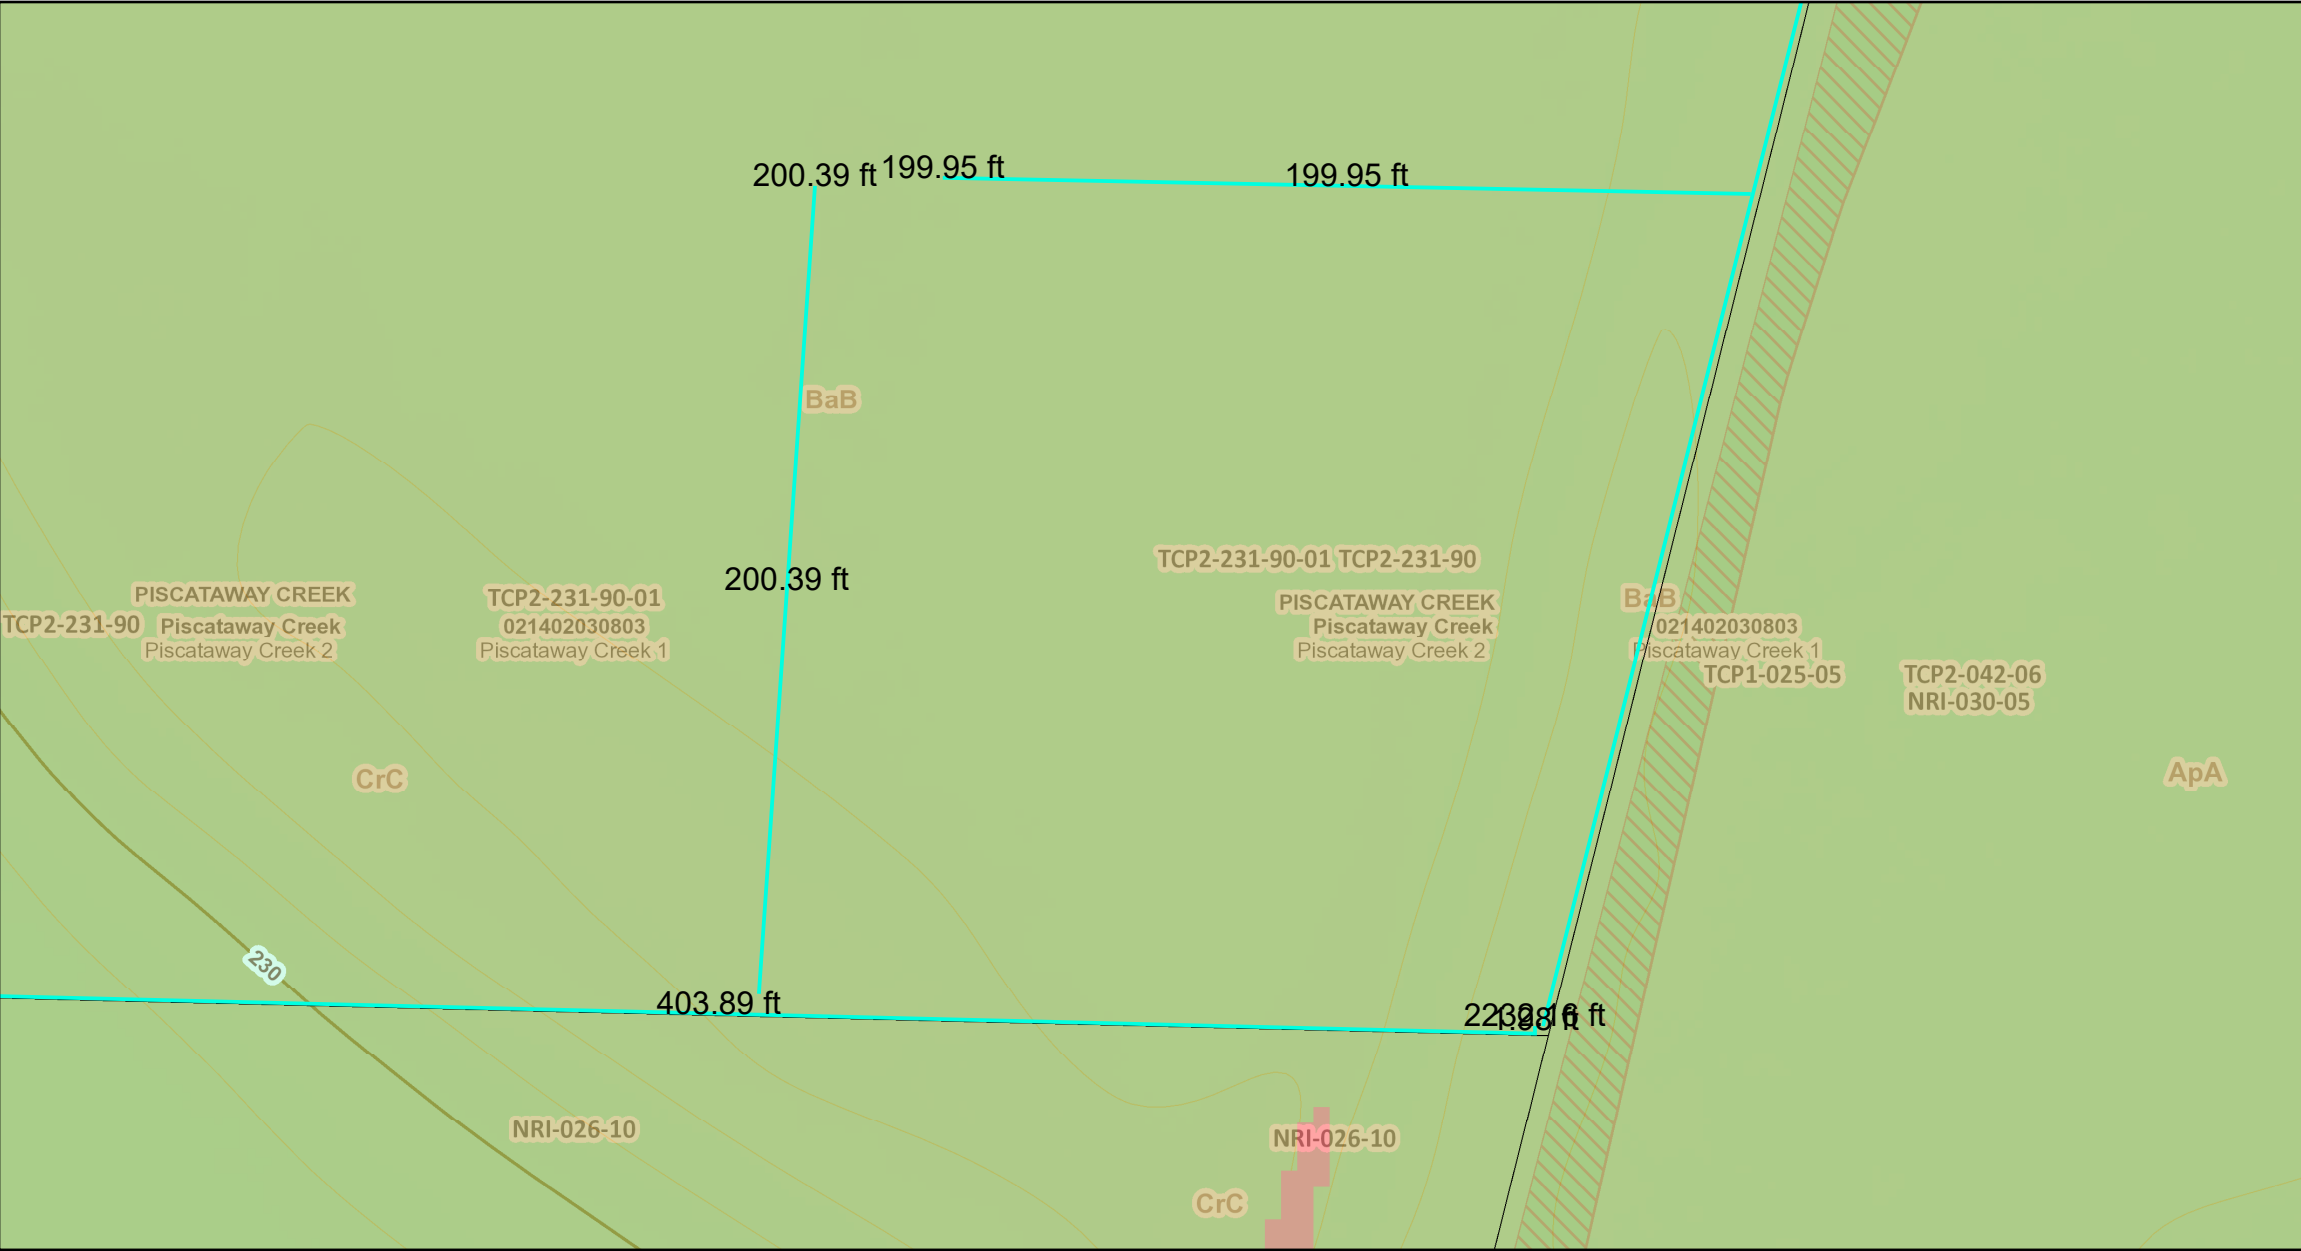 200.39 ft
199.95 ft
199.95 ft
BaB
TCP2-231-90-01 TCP2-231-90
200.39 ft
PISCATAWAY CREEK
TCP2-231-90-01
PISCATAWAY CREEK
BaB
TCP2-231-90
Piscataway Creek
021402030803
Piscataway Creek
021402030803
Piscataway Creek 2
Piscataway Creek 1
Piscataway Creek 2
Piscataway Creek 1
TCP1-025-05
TCP2-042-06
NRI-030-05
CrC
ApA
230
403.89 ft
NRI-026-10
NRI-026-10
CrC